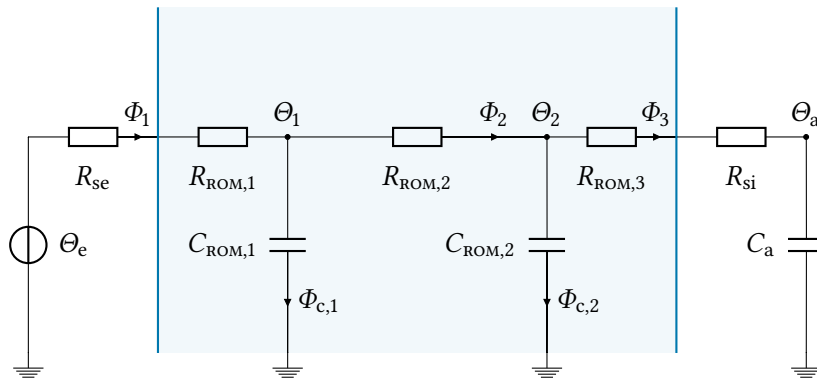 Φ1 Θ1 Φ2 Θ2 Φ3 Θa
Rse RROM,1 RROM,2 RROM,3 Rsi
Θe CROM,1 CROM,2 Ca
Φc,1 Φc,2